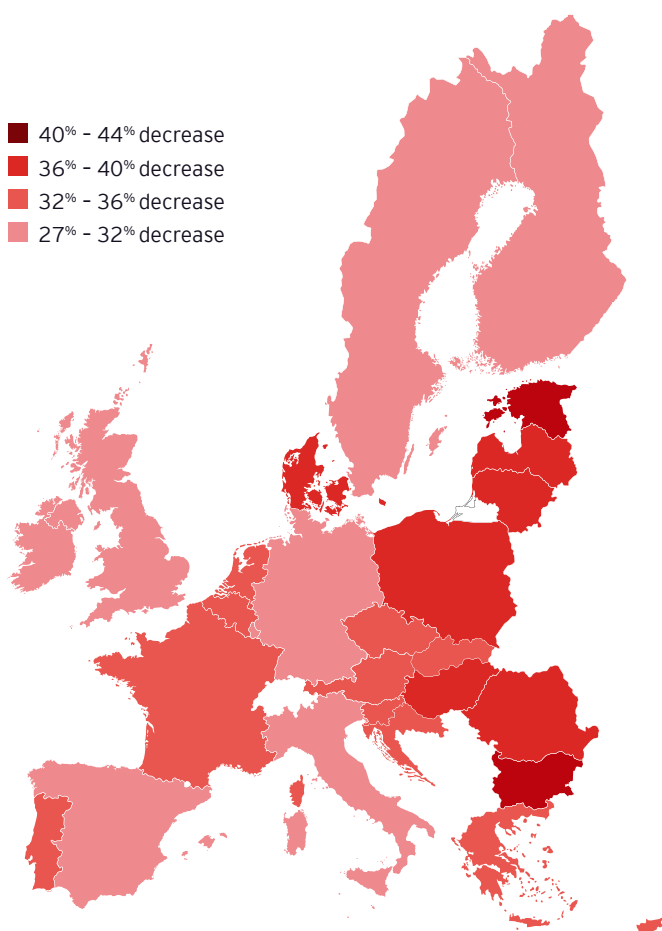 40% - 44% decrease
36% - 40% decrease
32% - 36% decrease
27% - 32% decrease